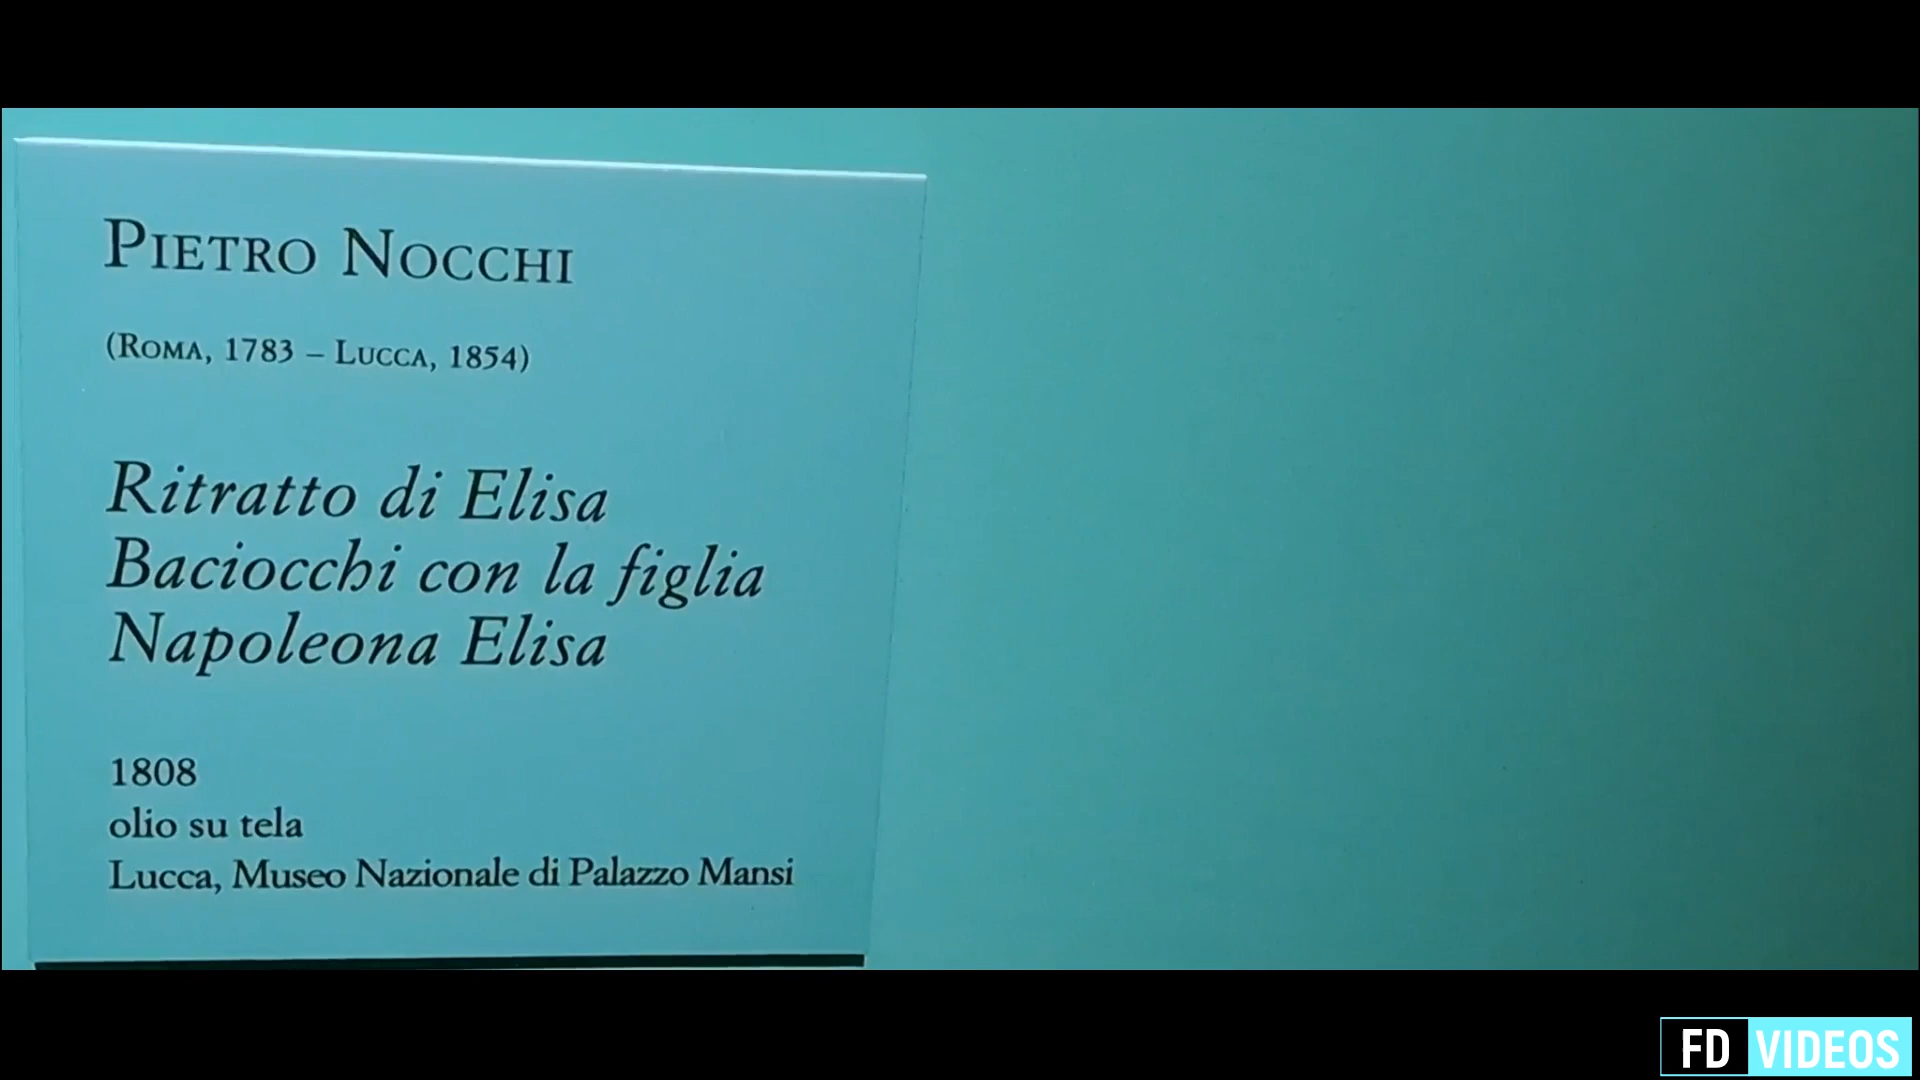 PIETRO NOCCHI
(ROMA, 1783 – LUCCA, 1854)
Ritratto di Elisa
Baciocchi con la figlia
Napoleona Elisa
1808
olio su tela
Lucca, Museo Nazionale di Palazzo Mansi
FD VIDEOS